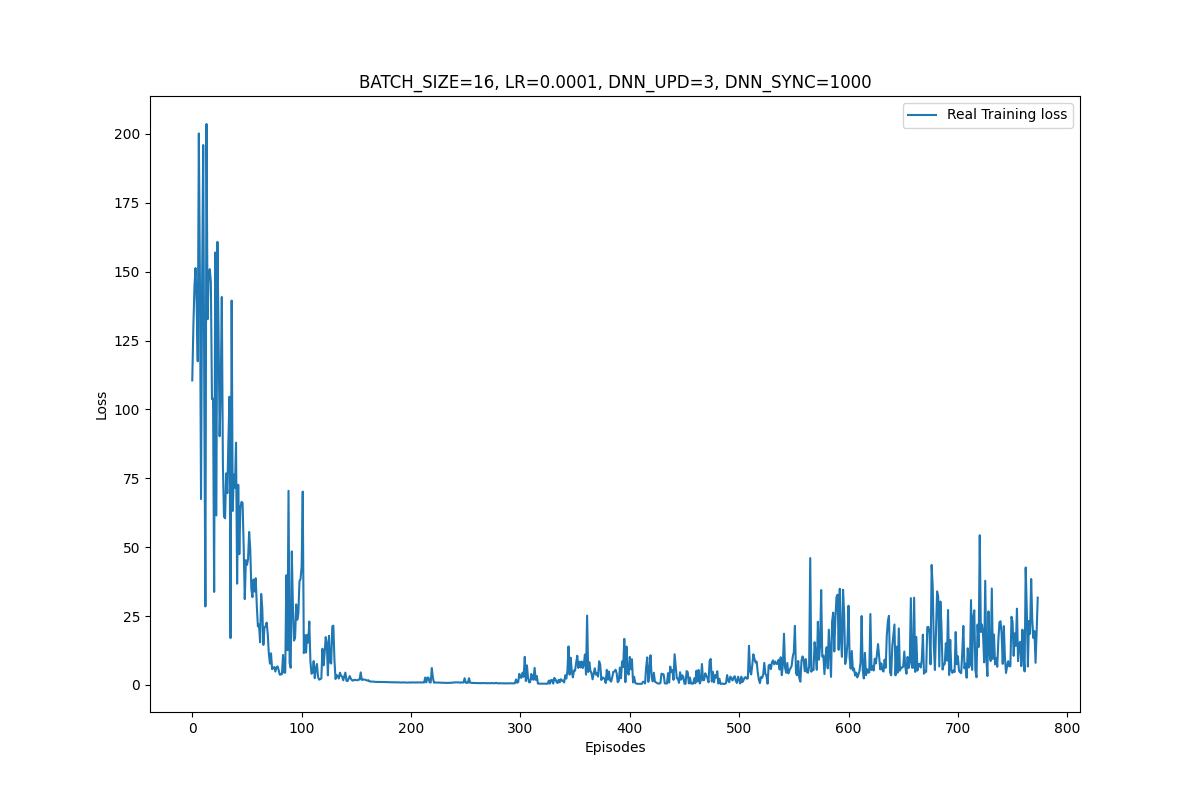 BATCH_SIZE=16, LR=0.0001, DNN_UPD=3, DNN_SYNC=1000
Real Training loss
200
175
150
125
100
75
50
25
0
Loss
0 100 200 300 400 500 600 700 800
Episodes